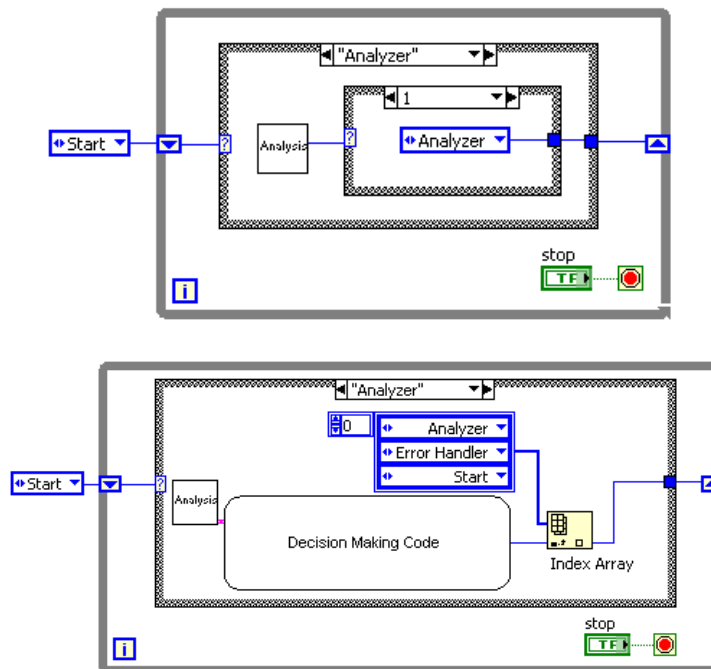 "Analyzer"
1
Start
Analysis
?
?
Analyzer
stop
TF
i
"Analyzer"
0
Analyzer
Error Handler
Start
Start
?
Analysis
Decision Making Code
Index Array
stop
TF
i